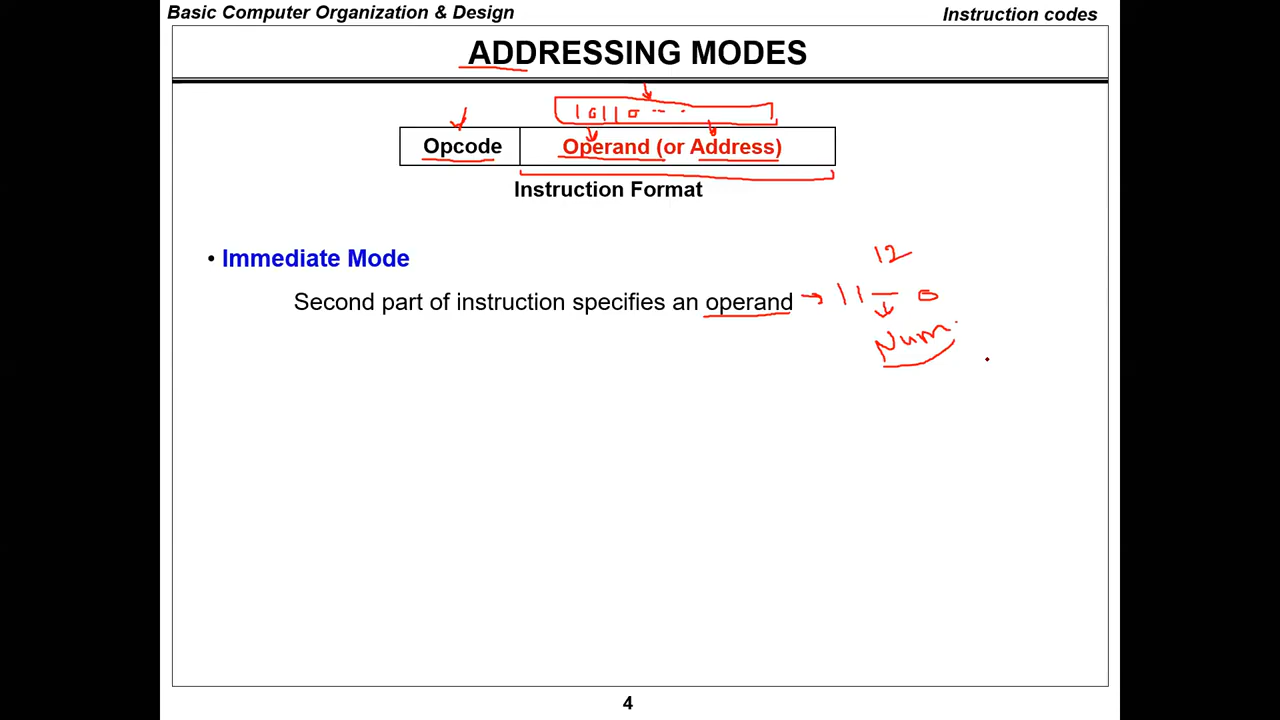 Basic Computer Organization & Design
Instruction codes
ADDRESSING MODES
10110...
Opcode Operand (or Address)
Instruction Format
• Immediate Mode
12
Second part of instruction specifies an operand → 11 — 0
Num.
4